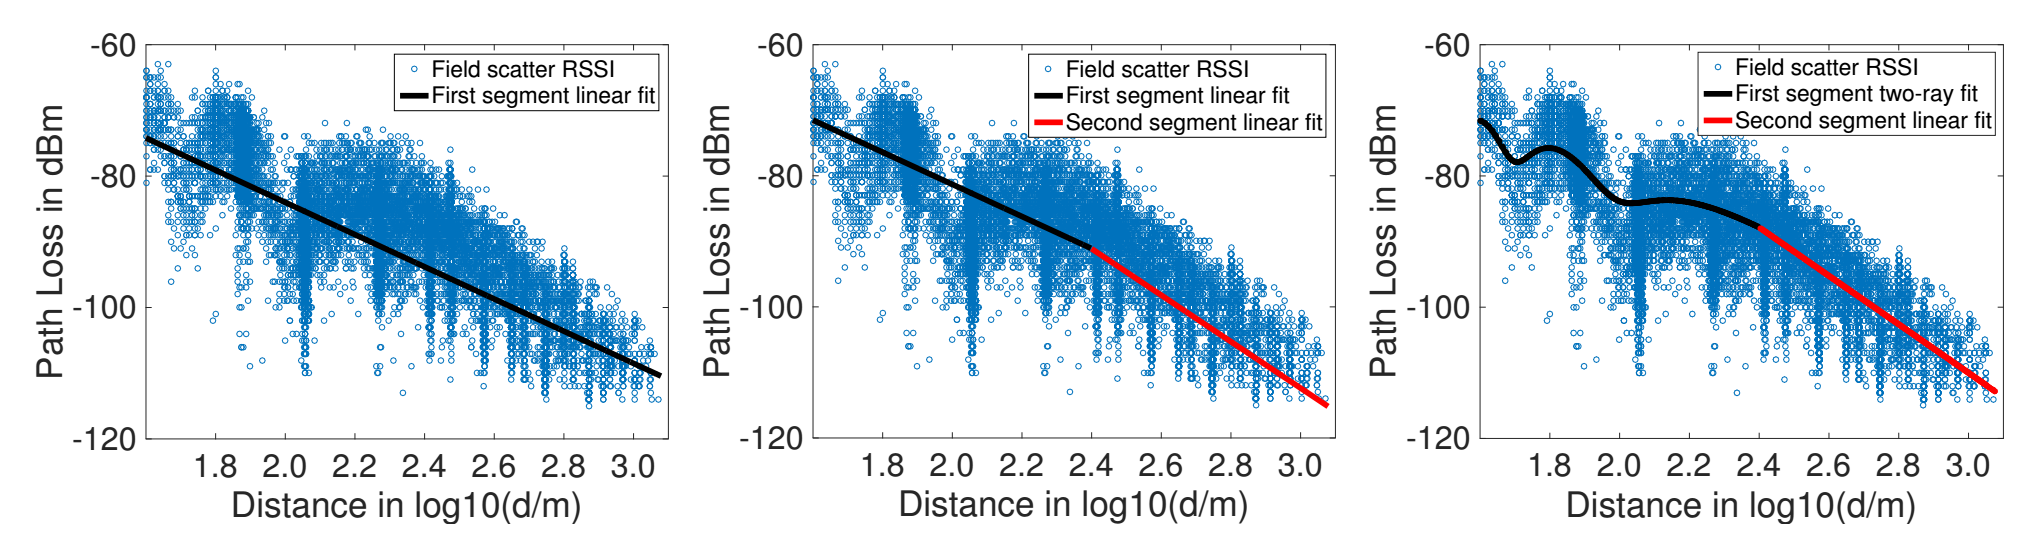 -60
-80
-100
-120
Path Loss in dBm
Field scatter RSSI
First segment linear fit
1.8 2.0 2.2 2.4 2.6 2.8 3.0
Distance in log10(d/m)
-60
-80
-100
-120
Path Loss in dBm
Field scatter RSSI
First segment linear fit
Second segment linear fit
1.8 2.0 2.2 2.4 2.6 2.8 3.0
Distance in log10(d/m)
-60
-80
-100
-120
Path Loss in dBm
Field scatter RSSI
First segment two-ray fit
Second segment linear fit
1.8 2.0 2.2 2.4 2.6 2.8 3.0
Distance in log10(d/m)